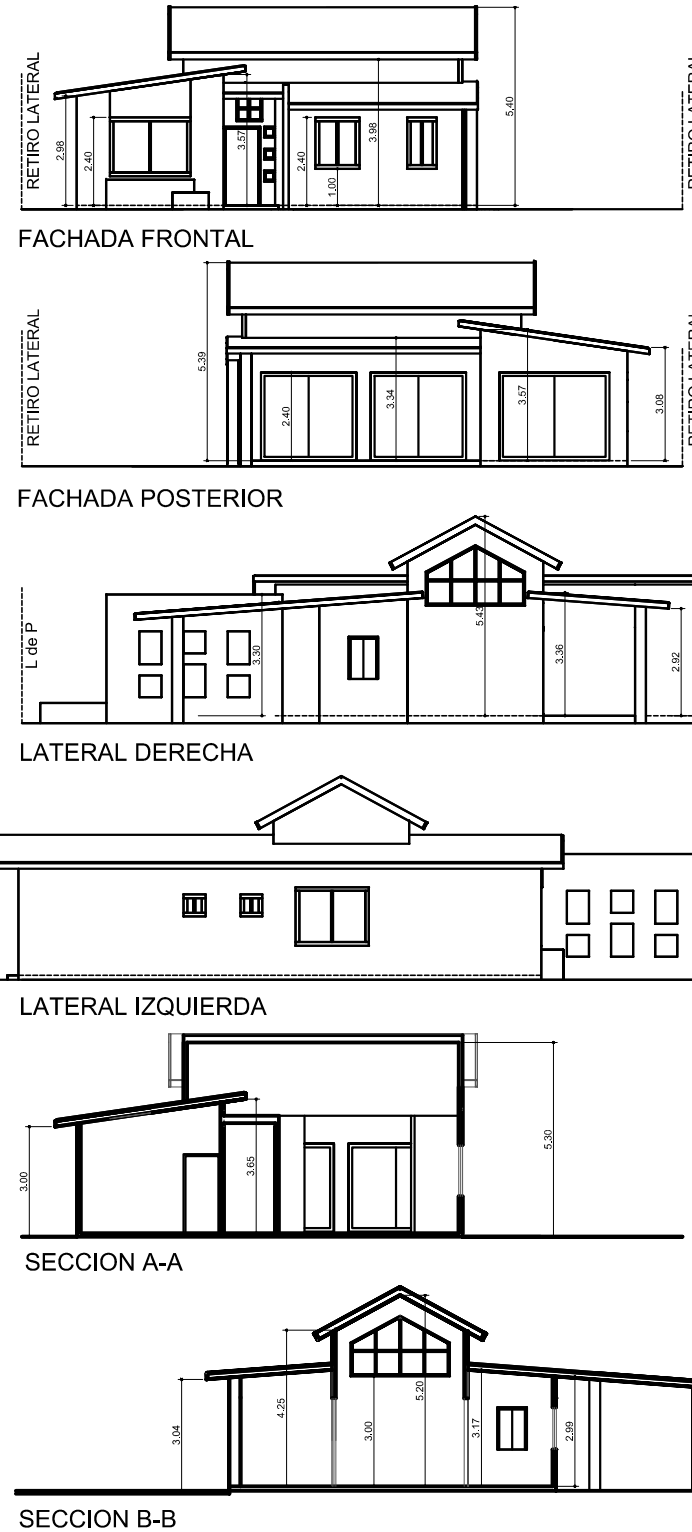 RETIRO LATERAL
2.98
2.40
3.57
2.40
1.00
3.98
5.40
RETIRO LATERAL
FACHADA FRONTAL
RETIRO LATERAL
5.39
2.40
3.34
3.57
3.08
RETIRO LATERAL
FACHADA POSTERIOR
L de P
3.30
5.43
3.36
2.92
LATERAL DERECHA
LATERAL IZQUIERDA
3.00
3.65
5.30
SECCION A-A
3.04
4.25
3.00
5.20
3.17
2.99
SECCION B-B